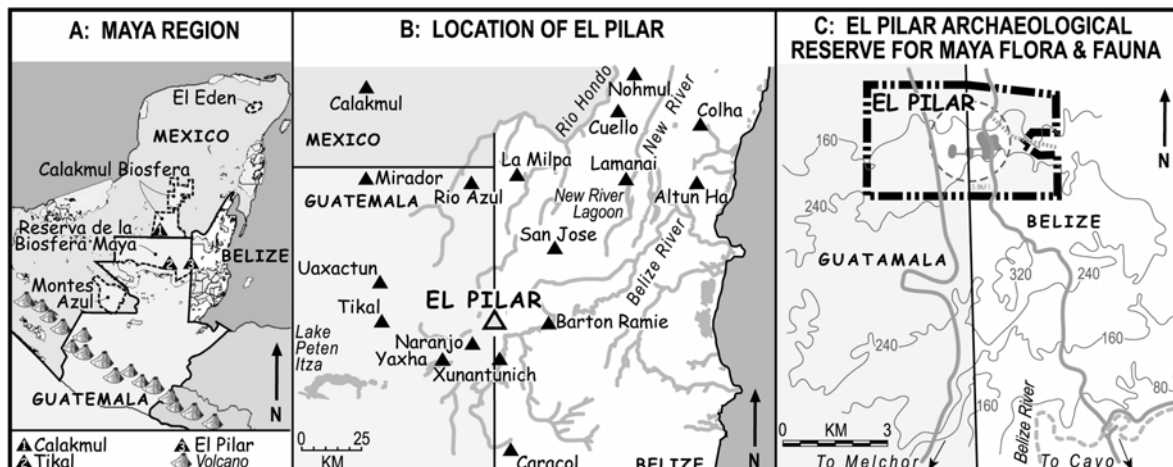 A: MAYA REGION
El Eden
MEXICO
Calakmul Biosfera
Reserva de la
Biosfera Maya
BELIZE
Montes
Azul
GUATEMALA
N
1 Calakmul
2 Tikal
3 El Pilar
Volcano
B: LOCATION OF EL PILAR
Calakmul
MEXICO
Rio Hondo
Nohmul
New River
Cuello
Colha
La Milpa
Lamanai
Mirador
Rio Azul
GUATEMALA
New River
Lagoon
Altun Ha
San Jose
Belize River
Uaxactun
EL PILAR
Tikal
Barton Ramie
Lake
Peten
Itza
Naranjo
Yaxha
Xunantunich
0 25
KM
Caracol
BELIZE
N
C: EL PILAR ARCHAEOLOGICAL
RESERVE FOR MAYA FLORA & FAUNA
EL PILAR
160
N
240
BELIZE
GUATAMALA
320
240
240
160
160
80
Belize River
0 KM 3
To Melchor
To Cayo